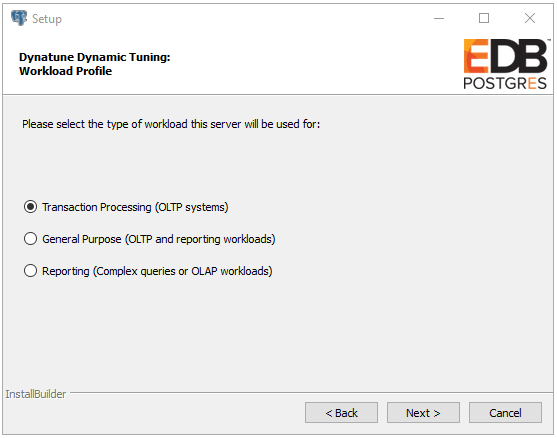 Setup
Dynatune Dynamic Tuning:
Workload Profile
EDB™
POSTGRES
Please select the type of workload this server will be used for:
Transaction Processing (OLTP systems)
General Purpose (OLTP and reporting workloads)
Reporting (Complex queries or OLAP workloads)
InstallBuilder
< Back
Next >
Cancel